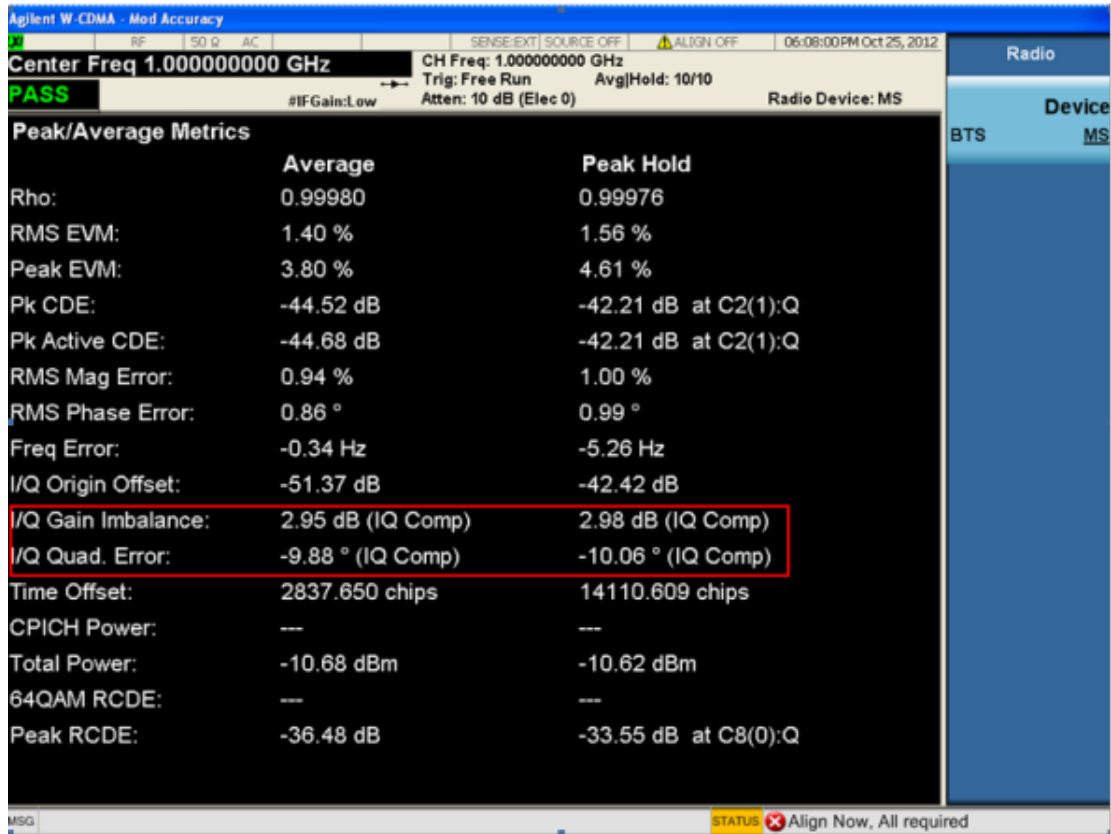 Agilent W-CDMA - Mod Accuracy
RF 50 Ω AC SENSE:EXT SOURCE OFF ALIGN OFF 06:08:00 PM Oct 25, 2012
Center Freq 1.000000000 GHz
CH Freq: 1.000000000 GHz
Trig: Free Run Avg|Hold: 10/10
PASS
#IFGain:Low Atten: 10 dB (Elec 0) Radio Device: MS
Radio
Device
BTS MS
Peak/Average Metrics
Average Peak Hold
Rho: 0.99980 0.99976
RMS EVM: 1.40 % 1.56 %
Peak EVM: 3.80 % 4.61 %
Pk CDE: -44.52 dB -42.21 dB at C2(1):Q
Pk Active CDE: -44.68 dB -42.21 dB at C2(1):Q
RMS Mag Error: 0.94 % 1.00 %
RMS Phase Error: 0.86 ° 0.99 °
Freq Error: -0.34 Hz -5.26 Hz
I/Q Origin Offset: -51.37 dB -42.42 dB
I/Q Gain Imbalance: 2.95 dB (IQ Comp) 2.98 dB (IQ Comp)
I/Q Quad. Error: -9.88 ° (IQ Comp) -10.06 ° (IQ Comp)
Time Offset: 2837.650 chips 14110.609 chips
CPICH Power: --- ---
Total Power: -10.68 dBm -10.62 dBm
64QAM RCDE: --- ---
Peak RCDE: -36.48 dB -33.55 dB at C8(0):Q
MSG STATUS Align Now, All required